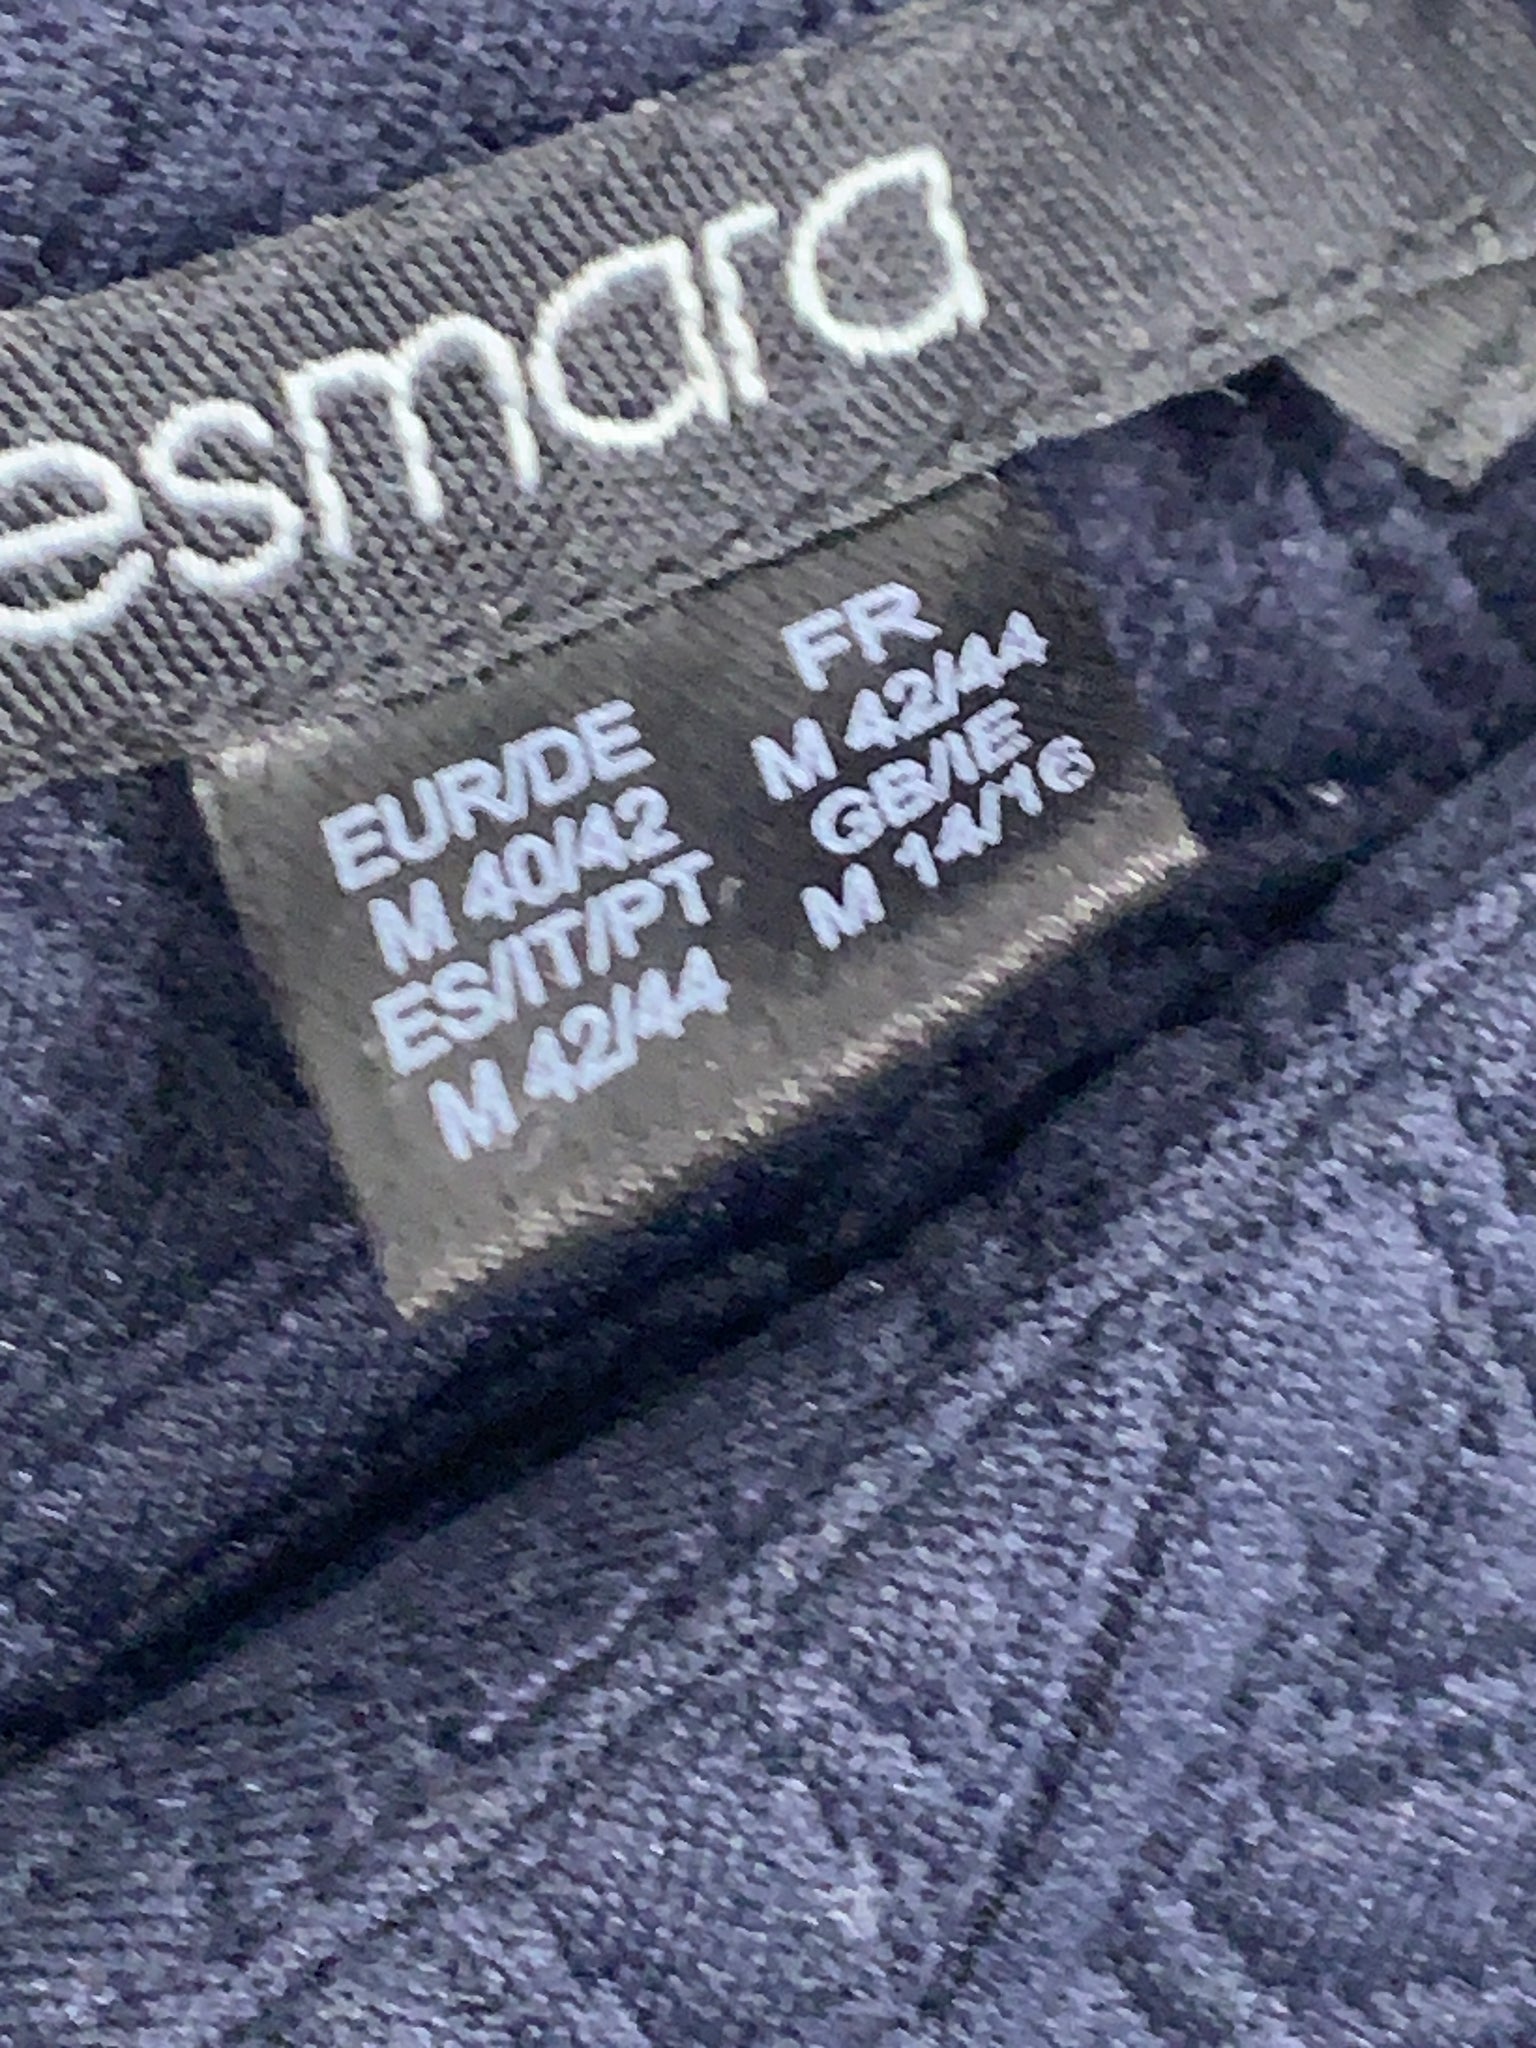 esmara
EUR/DE
M 40/42
ES/IT/PT
M 42/44
FR
M 42/44
GB/IE
M 14/16